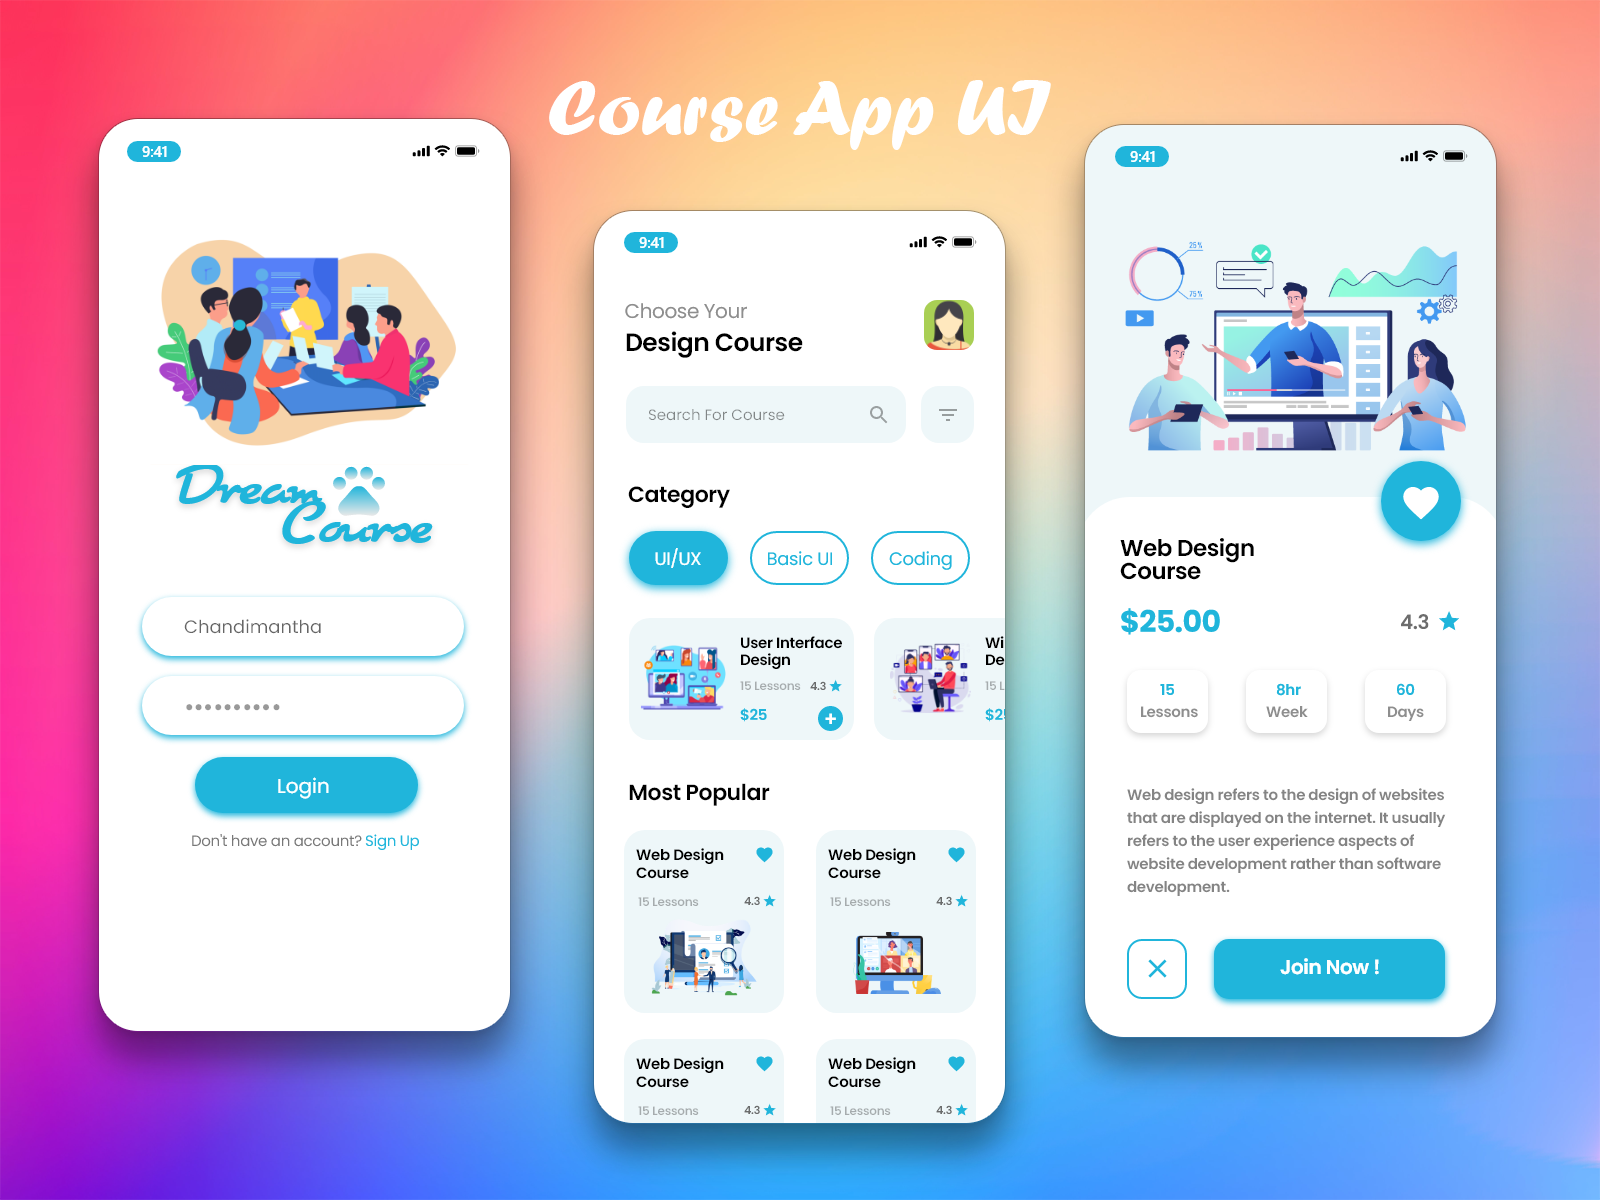 Course App UI
9:41
Dream
Course
Chandimantha
••••••••••
Login
Don't have an account? Sign Up
9:41
Choose Your
Design Course
Search For Course
Category
UI/UX
Basic UI
Coding
User Interface
Design
15 Lessons 4.3
$25
Wi
De
15 L
$25
Most Popular
Web Design
Course
15 Lessons 4.3
Web Design
Course
15 Lessons 4.3
Web Design
Course
15 Lessons 4.3
Web Design
Course
15 Lessons 4.3
9:41
25%
75%
Web Design
Course
$25.00
4.3
15
Lessons
8hr
Week
60
Days
Web design refers to the design of websites
that are displayed on the internet. It usually
refers to the user experience aspects of
website development rather than software
development.
Join Now !